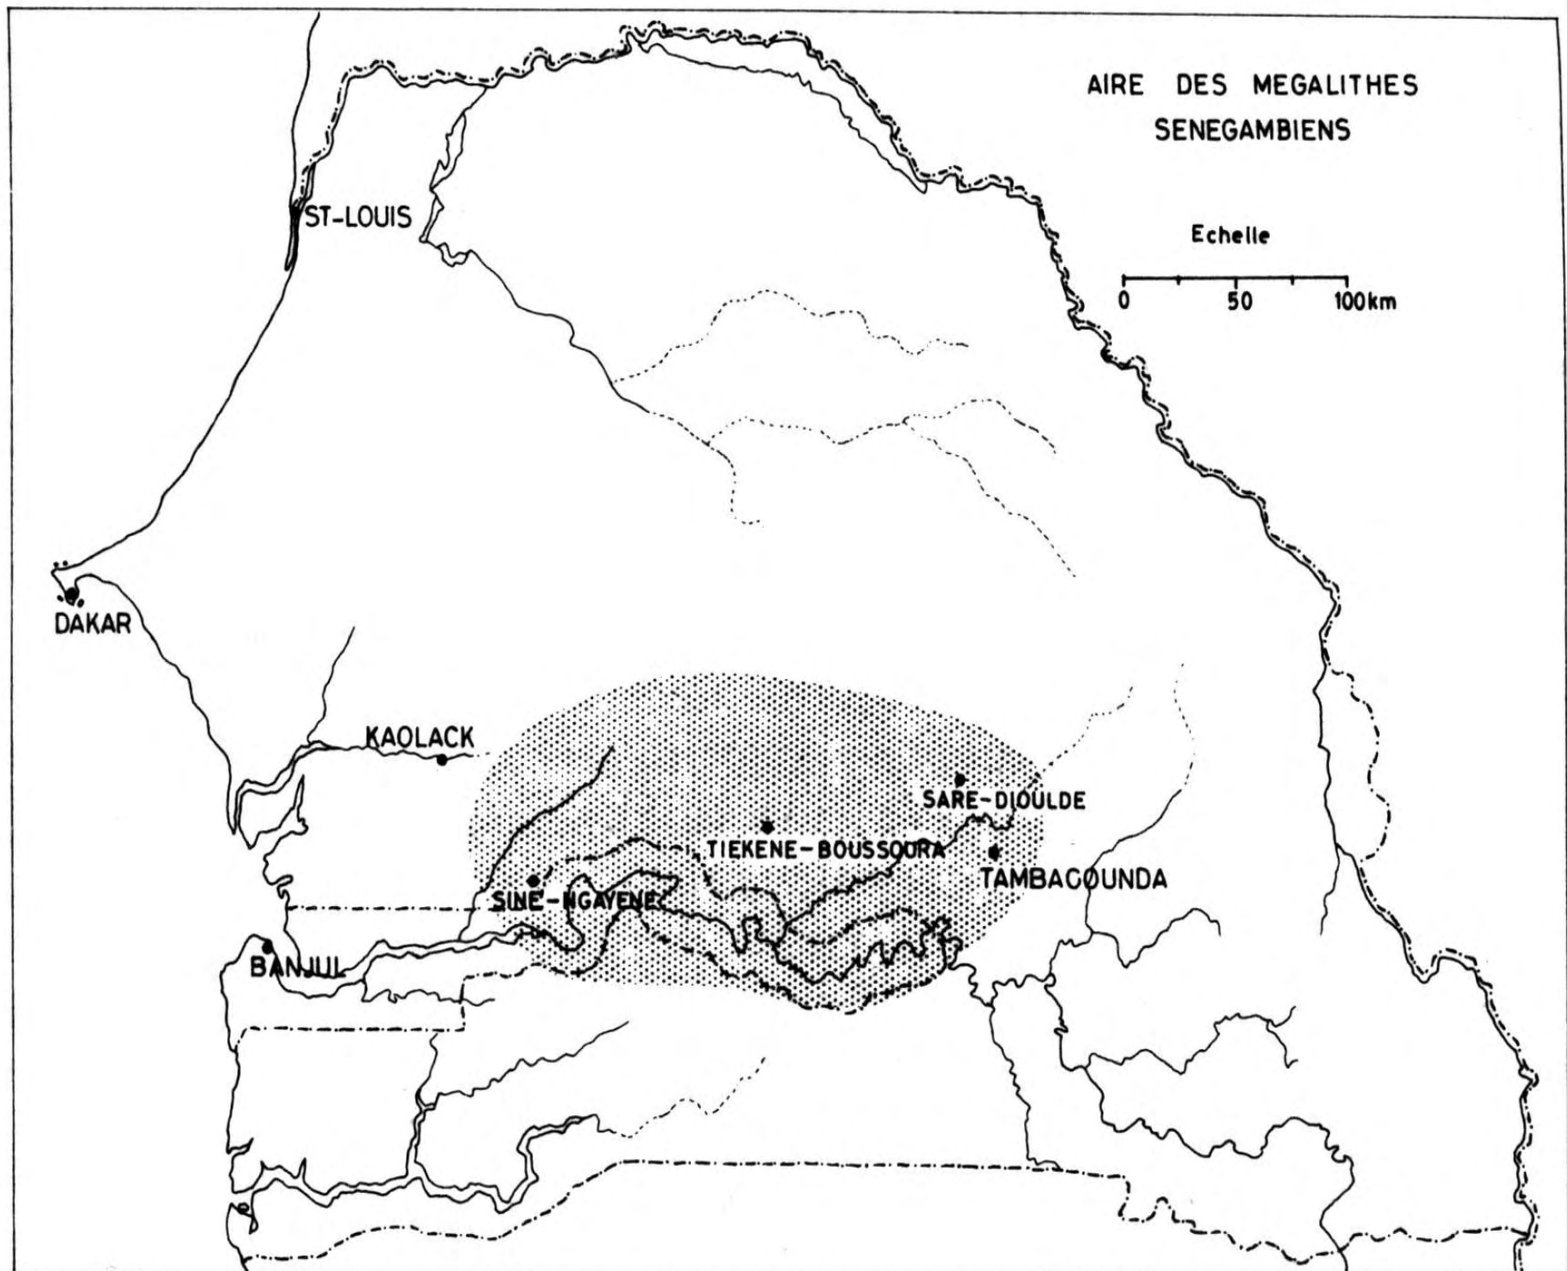 AIRE DES MEGALITHES
SENEGAMBIENS
ST-LOUIS
Echelle
0 50 100km
DAKAR
KAOLACK
SARE-DIOULDE
TIEKENE-BOUSSOURA
TAMBACOUNDA
SINE-NGAYENE
BANJUL